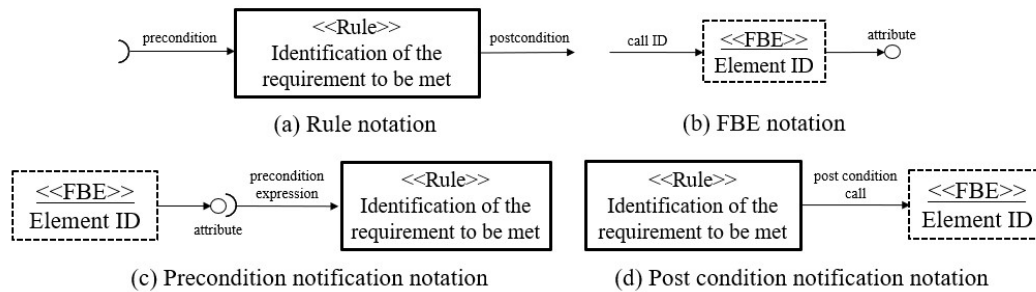 precondition
<<Rule>>
Identification of the
requirement to be met
postcondition
(a) Rule notation
call ID
<<FBE>>
Element ID
attribute
(b) FBE notation
<<FBE>>
Element ID
attribute
precondition
expression
<<Rule>>
Identification of the
requirement to be met
(c) Precondition notification notation
<<Rule>>
Identification of the
requirement to be met
post condition
call
<<FBE>>
Element ID
(d) Post condition notification notation